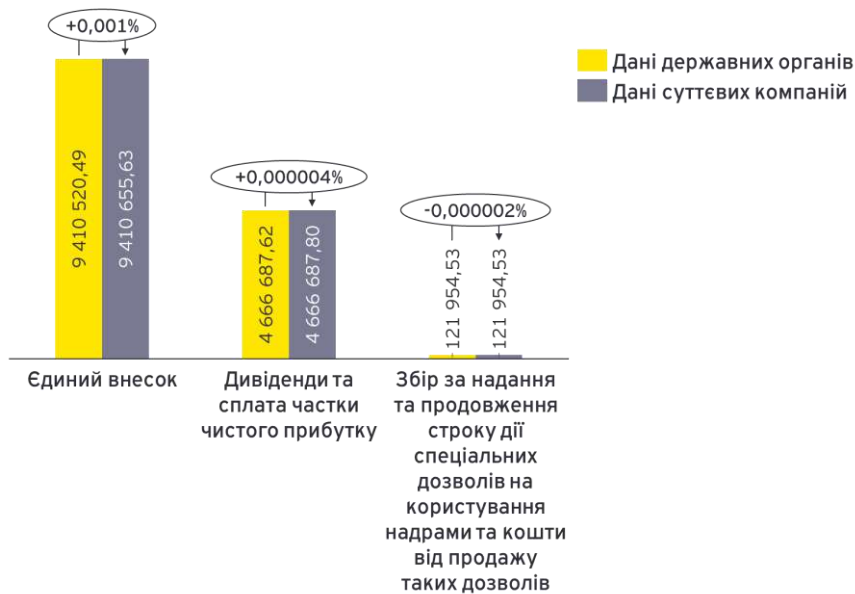 +0,001%
Дані державних органів
Дані суттєвих компаній
9 410 520,49
9 410 655,63
+0,000004%
4 666 687,62
4 666 687,80
-0,000002%
121 954,53
121 954,53
Єдиний внесок
Дивіденди та
сплата частки
чистого прибутку
Збір за надання
та продовження
строку дії
спеціальних
дозволів на
користування
надрами та кошти
від продажу
таких дозволів